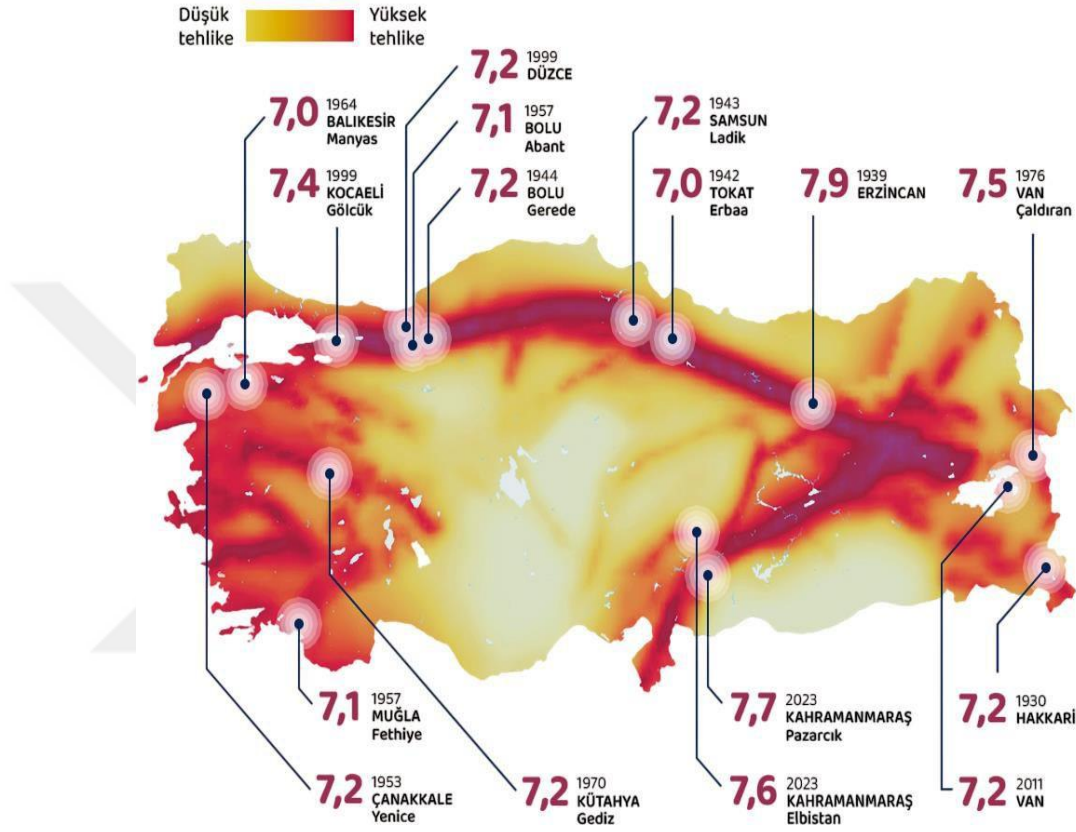 Düşük
tehlike
Yüksek
tehlike
7,2 1999
DÜZCE
7,0 1964
BALIKESİR
Manyas
7,1 1957
BOLU
Abant
7,2 1943
SAMSUN
Ladik
7,4 1999
KOCAELİ
Gölcük
7,2 1944
BOLU
Gerede
7,0 1942
TOKAT
Erbaa
7,9 1939
ERZİNCAN
7,5 1976
VAN
Çaldıran
7,1 1957
MUĞLA
Fethiye
7,7 2023
KAHRAMANMARAŞ
Pazarcık
7,2 1930
HAKKARİ
7,2 1953
ÇANAKKALE
Yenice
7,2 1970
KÜTAHYA
Gediz
7,6 2023
KAHRAMANMARAŞ
Elbistan
7,2 2011
VAN